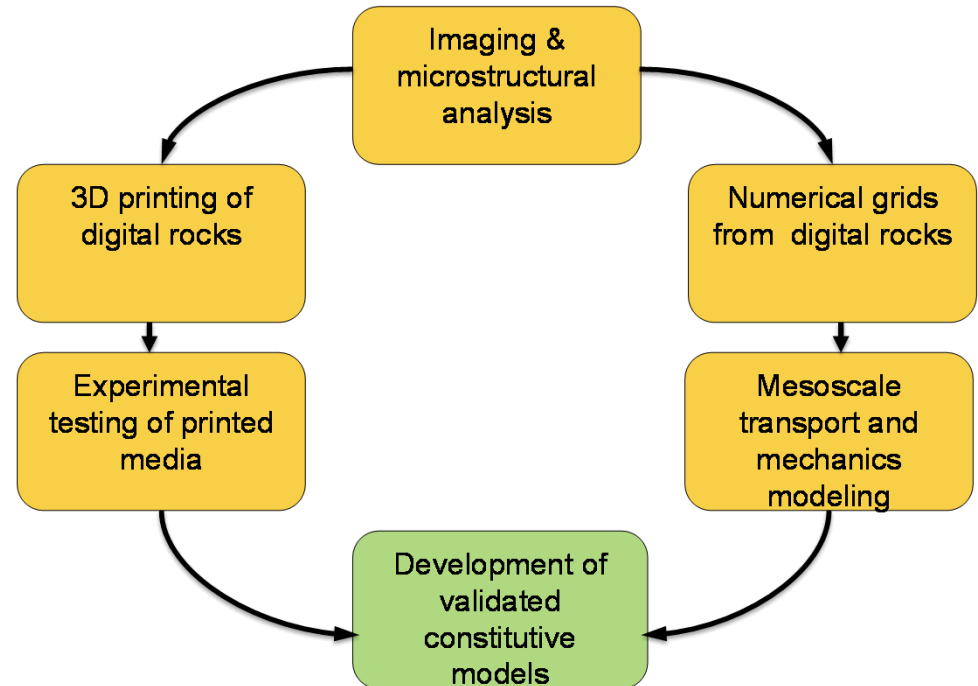 Imaging &
microstructural
analysis
3D printing of
digital rocks
Numerical grids
from digital rocks
Experimental
testing of printed
media
Mesoscale
transport and
mechanics
modeling
Development of
validated
constitutive
models